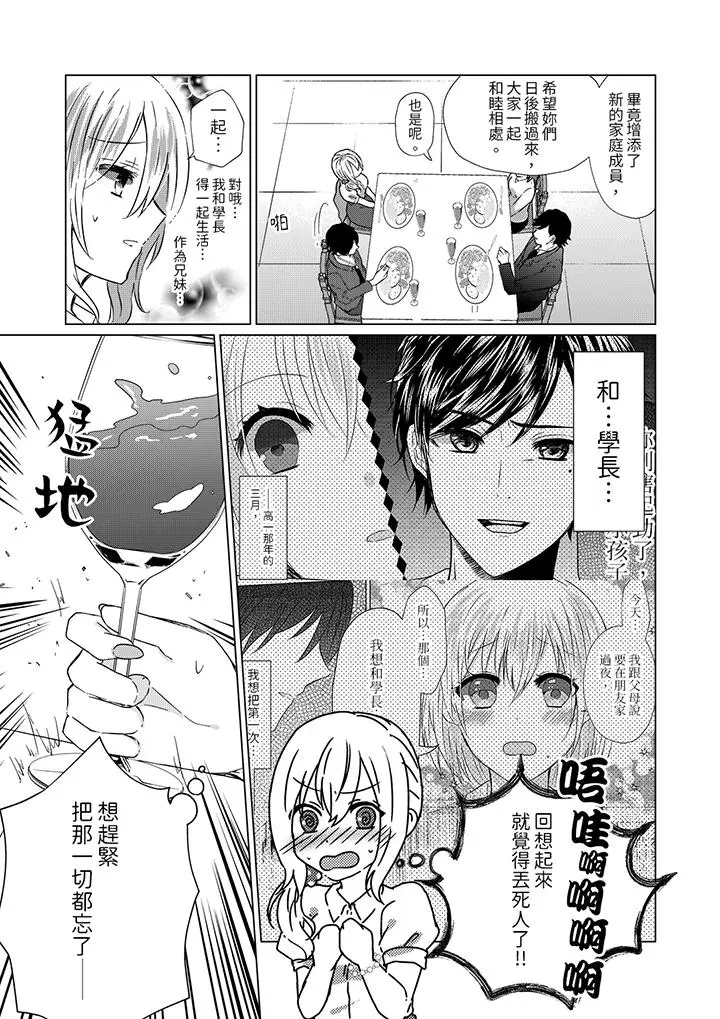 畢竟增添了
新的家庭成員，
希望妳們
日後搬過來，
大家一起
和睦相處。
也是呢。
啪
一起…
對哦…
我和學長
得一起生活…
作為兄妹…
和…學長…
孩子
——高一那年的
三月，
猛地
今天…
我跟父母說
要在朋友家
過夜，
所以…那個…
我想和學長…
我想把第一次…
唔哇啊啊啊啊
回想起來
就覺得丟死人了!!
想趕緊
把那一切都忘了——